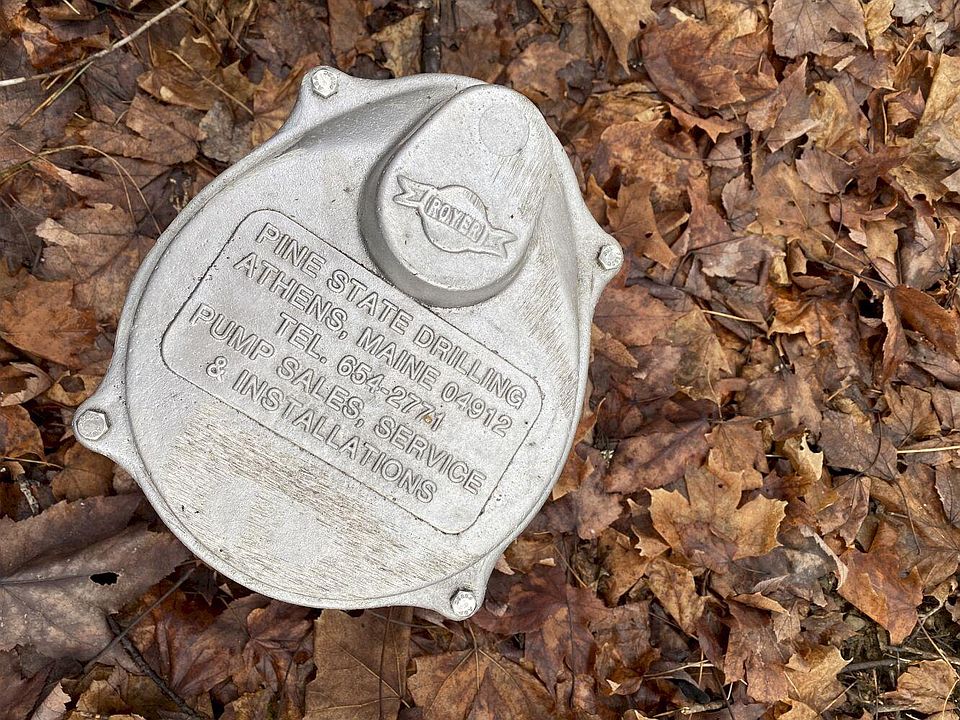 ROYER
PINE STATE DRILLING
ATHENS, MAINE 04912
TEL. 654-2771
PUMP SALES, SERVICE
& INSTALLATIONS